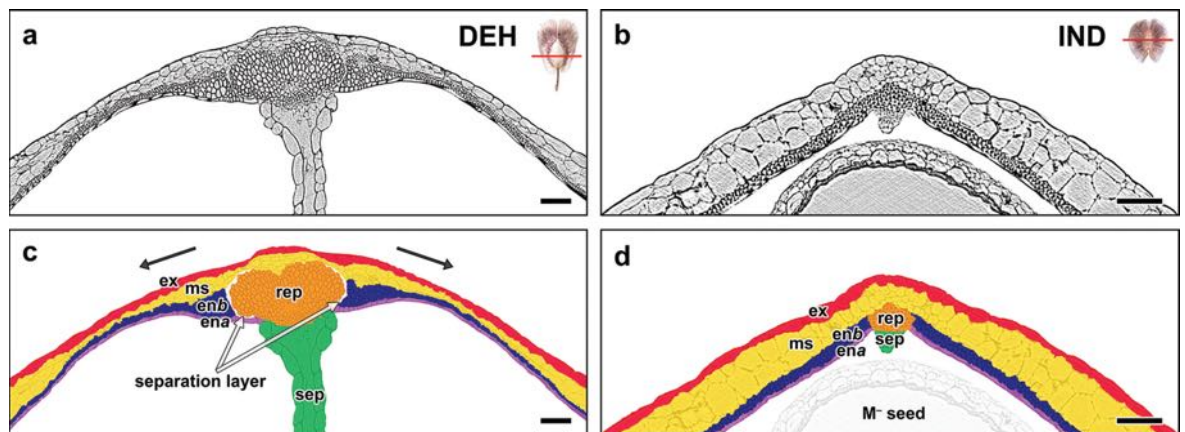 a
DEH
b
IND
c
ex
ms
enb
ena
rep
separation layer
sep
d
ex
ms
enb
ena
rep
sep
M⁻ seed